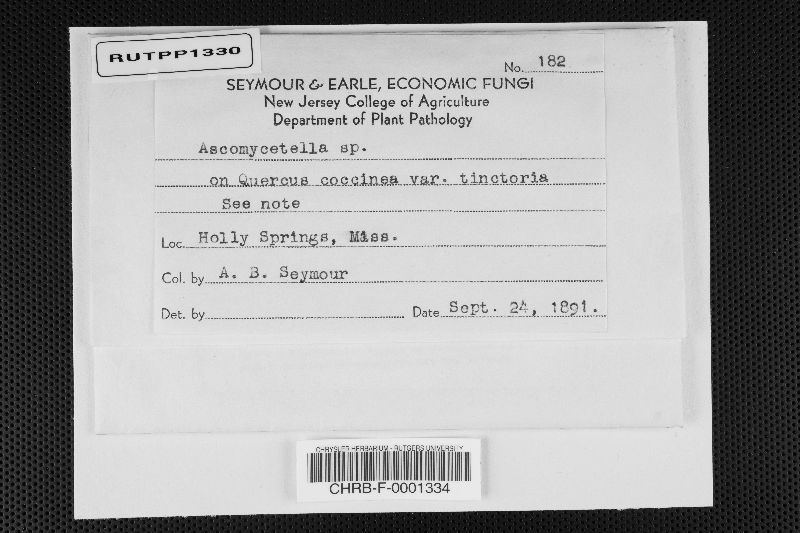 RUTPP1330
No. 182
SEYMOUR & EARLE, ECONOMIC FUNGI
New Jersey College of Agriculture
Department of Plant Pathology
Ascomycetella sp.
on Quercus coccinea var. tinctoria
See note
Loc. Holly Springs, Miss.
Col. by A. B. Seymour
Det. by
Date Sept. 24, 1891.
CHRYSLER HERBARIUM - RUTGERS UNIVERSITY
CHRB-F-0001334